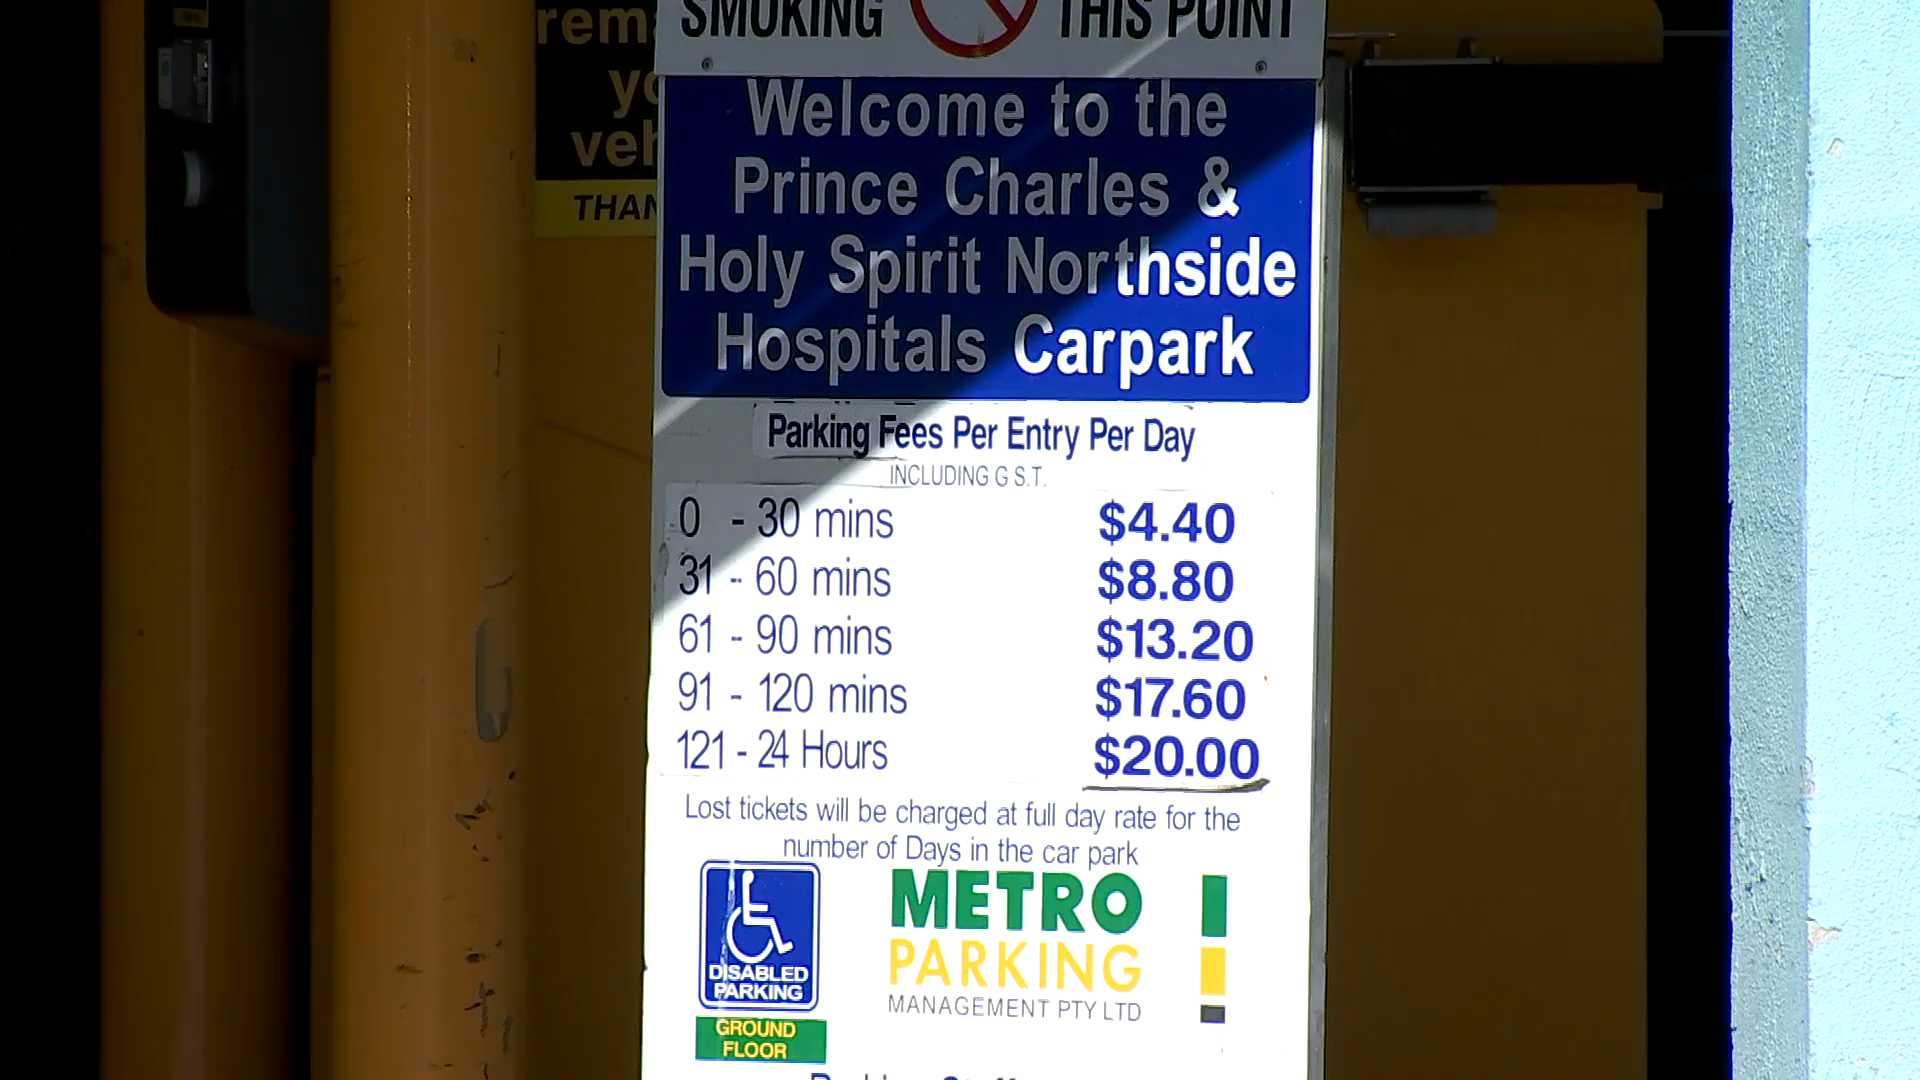 SMOKING THIS POINT
Welcome to the
Prince Charles &
Holy Spirit Northside
Hospitals Carpark
Parking Fees Per Entry Per Day
INCLUDING G S.T.
0 - 30 mins $4.40
31 - 60 mins $8.80
61 - 90 mins $13.20
91 - 120 mins $17.60
121 - 24 Hours $20.00
Lost tickets will be charged at full day rate for the
number of Days in the car park
DISABLED
PARKING
GROUND
FLOOR
METRO
PARKING
MANAGEMENT PTY LTD